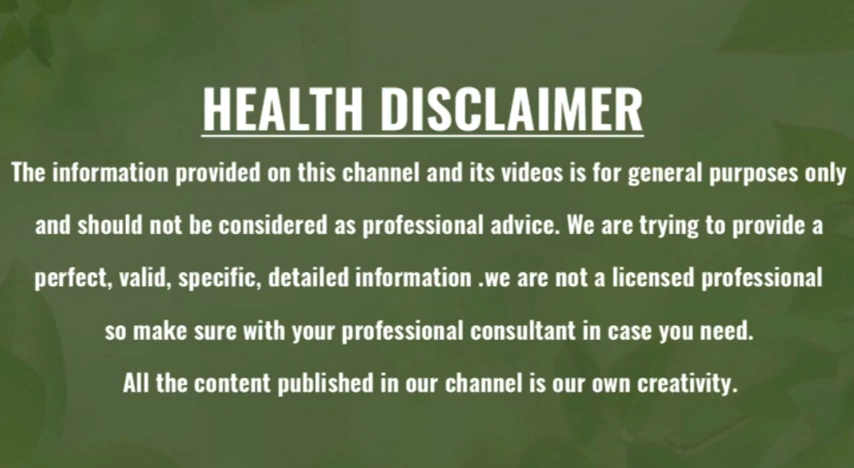 HEALTH DISCLAIMER
The information provided on this channel and its videos is for general purposes only
and should not be considered as professional advice. We are trying to provide a
perfect, valid, specific, detailed information .we are not a licensed professional
so make sure with your professional consultant in case you need.
All the content published in our channel is our own creativity.